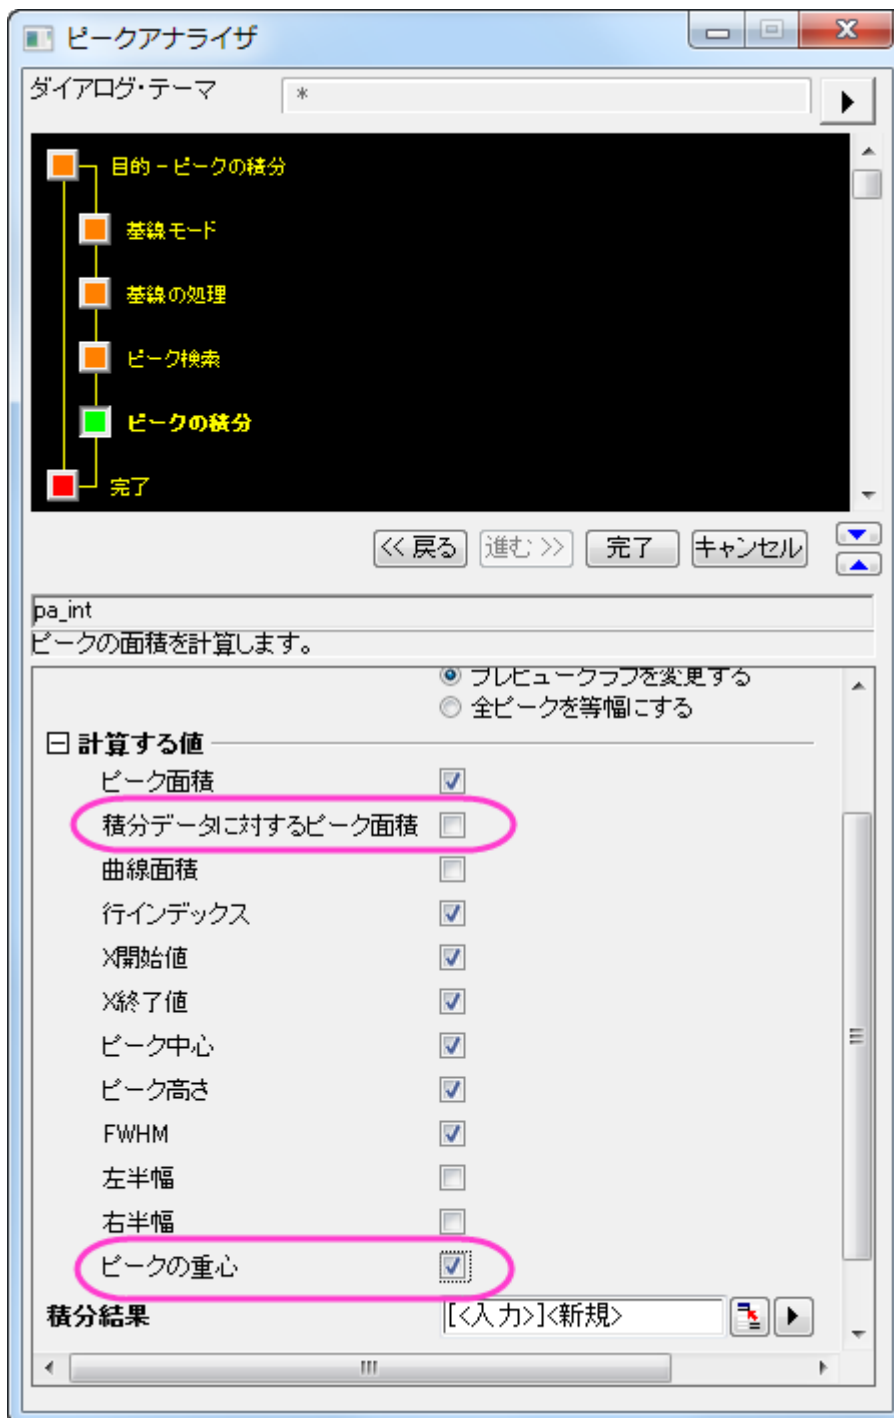 ピークアナライザ
ダイアログ・テーマ *
目的 - ピークの積分
基線モード
基線の処理
ピーク検索
ピークの積分
完了
<< 戻る 進む >> 完了 キャンセル
pa_int
ピークの面積を計算します。
プレビューグラフを変更する
全ピークを等幅にする
計算する値
ピーク面積
積分データに対するピーク面積
曲線面積
行インデックス
X開始値
X終了値
ピーク中心
ピーク高さ
FWHM
左半幅
右半幅
ピークの重心
積分結果 [<入力>]<新規>